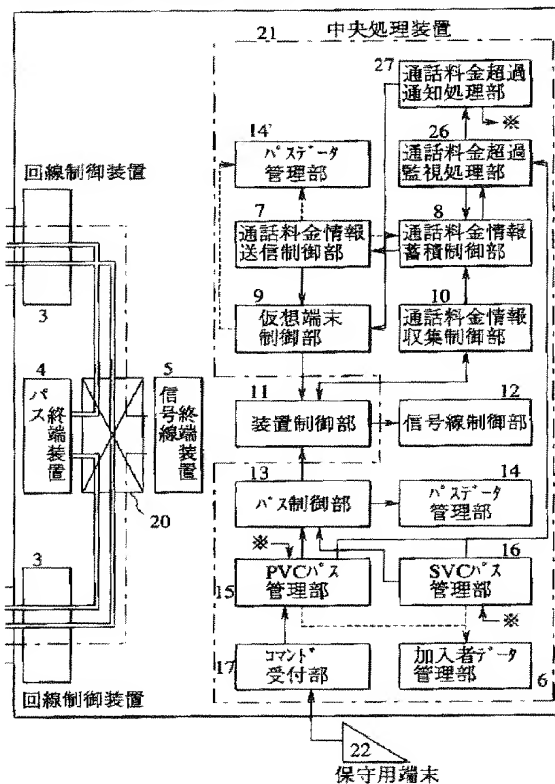 21
中央処理装置
27
通話料金超過
通知処理部
※
14'
パスデータ
管理部
26
通話料金超過
監視処理部
回線制御装置
3
7
通話料金情報
送信制御部
8
通話料金情報
蓄積制御部
9
仮想端末
制御部
10
通話料金情報
収集制御部
4
パス終端装置
5
信号線終端装置
20
11
装置制御部
12
信号線制御部
13
パス制御部
14
パスデータ
管理部
3
回線制御装置
※
15
PVCパス
管理部
16
SVCパス
管理部
※
17
コマンド
受付部
加入者データ
管理部
6
22
保守用端末